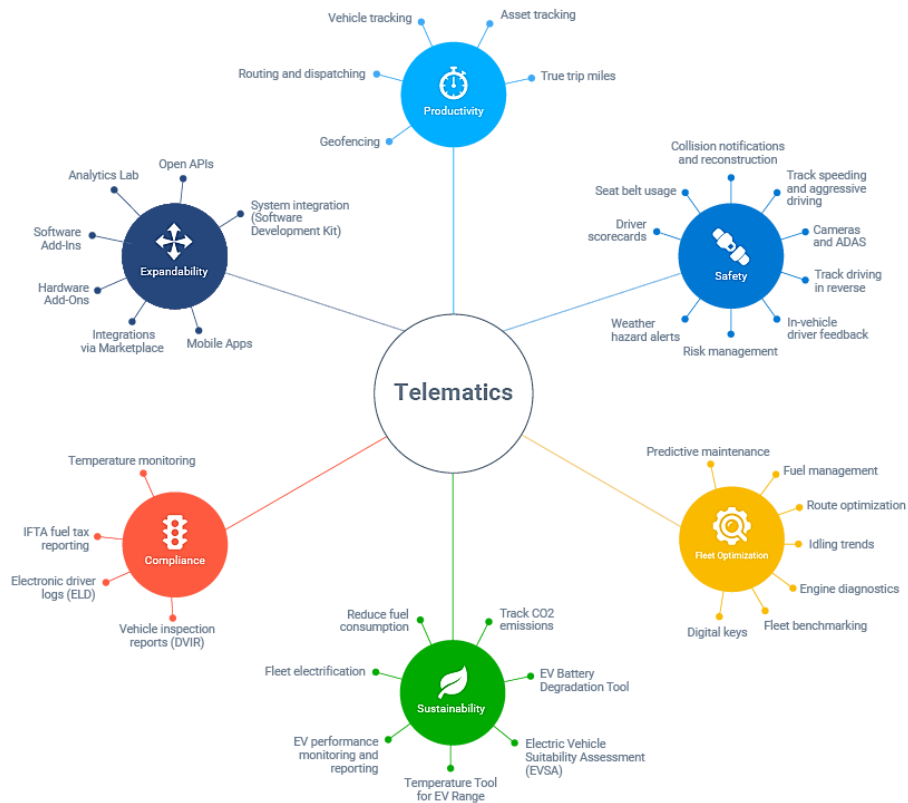 Vehicle tracking
Asset tracking
Routing and dispatching
True trip miles
Geofencing
Productivity
Collision notifications
and reconstruction
Seat belt usage
Track speeding
and aggressive
driving
Driver
scorecards
Cameras
and ADAS
Track driving
in reverse
Weather
hazard alerts
In-vehicle
driver feedback
Risk management
Safety
Open APIs
Analytics Lab
System integration
(Software
Development Kit)
Software
Add-Ins
Hardware
Add-Ons
Integrations
via Marketplace
Mobile Apps
Expandability
Telematics
Temperature monitoring
IFTA fuel tax
reporting
Electronic driver
logs (ELD)
Vehicle inspection
reports (DVIR)
Compliance
Predictive maintenance
Fuel management
Route optimization
Idling trends
Engine diagnostics
Fleet benchmarking
Digital keys
Fleet Optimization
Reduce fuel
consumption
Track CO2
emissions
Fleet electrification
EV Battery
Degradation Tool
EV performance
monitoring and
reporting
Electric Vehicle
Suitability Assessment
(EVSA)
Temperature Tool
for EV Range
Sustainability